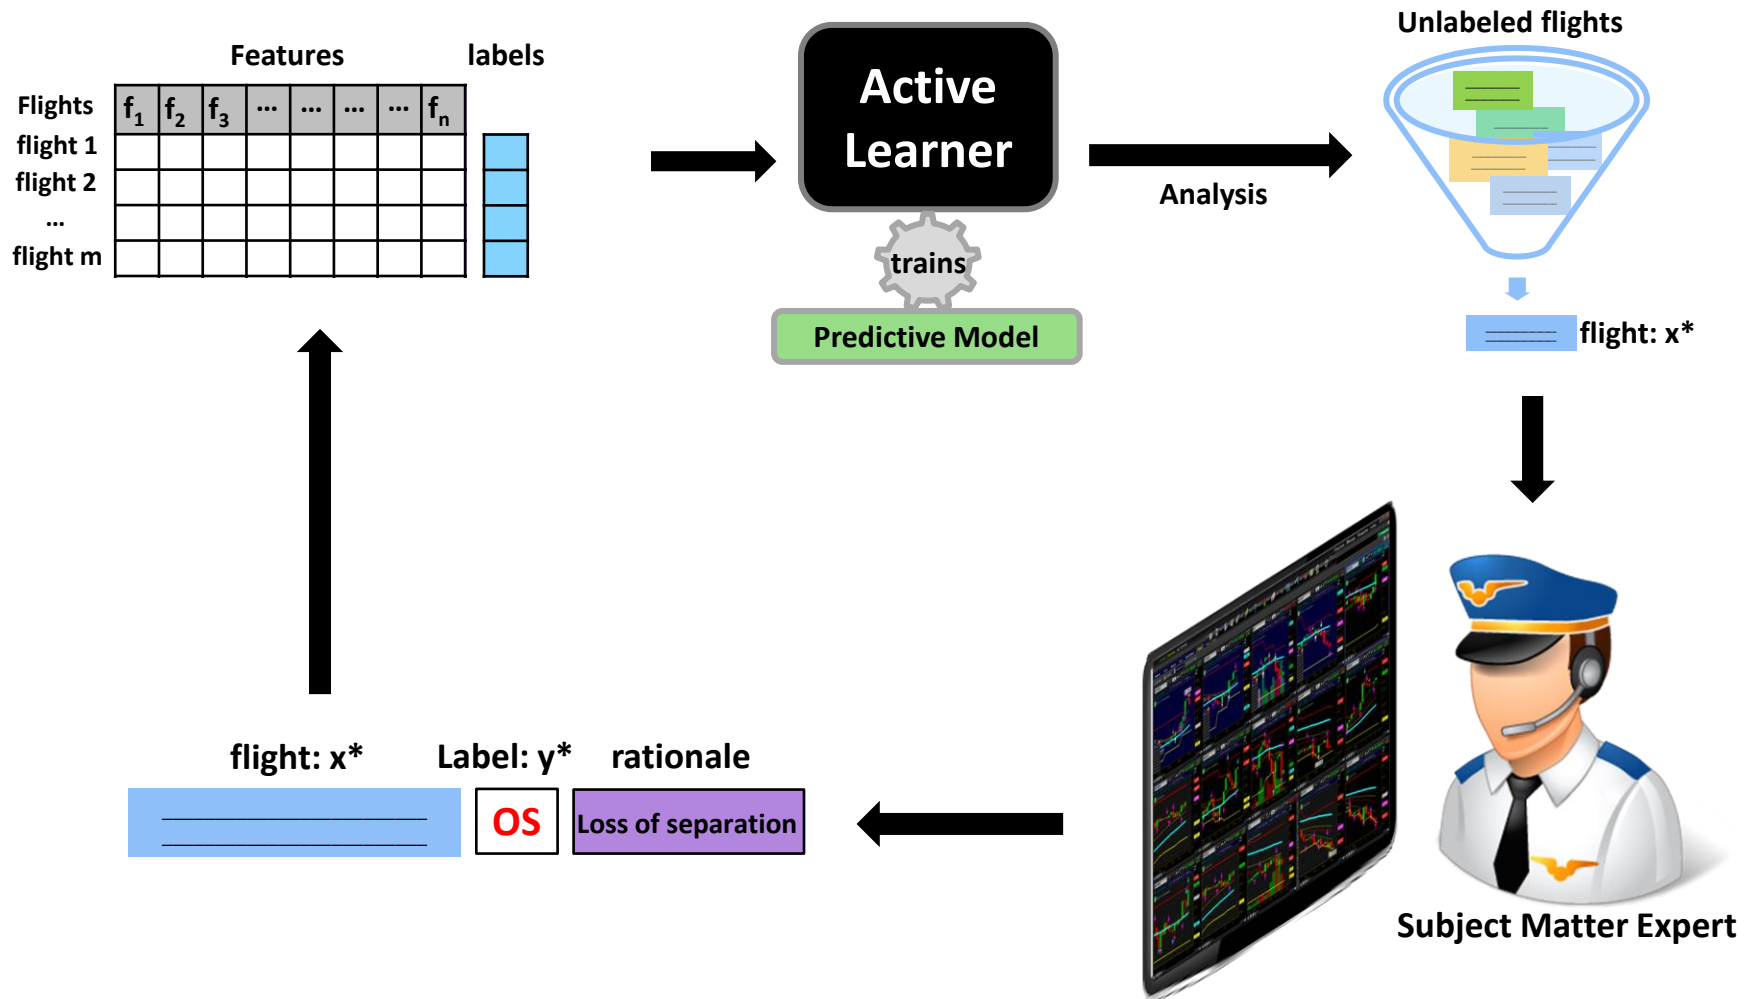 Features labels
Flights f1 f2 f3 ... ... ... ... fn
flight 1
flight 2
...
flight m
Active
Learner
trains
Predictive Model
Analysis
Unlabeled flights
flight: x*
Subject Matter Expert
flight: x* Label: y* rationale
OS Loss of separation